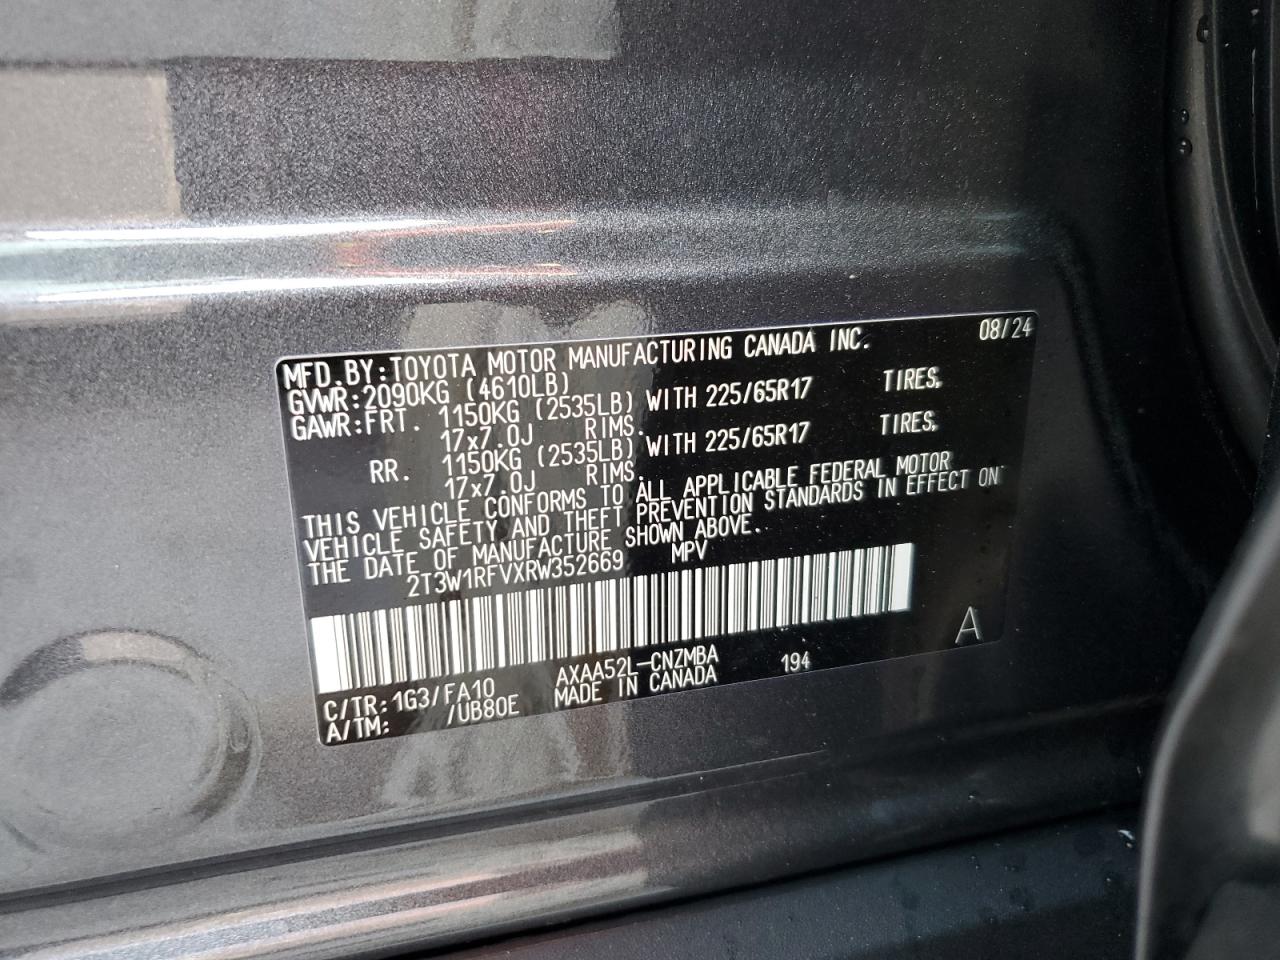 MFD.BY:TOYOTA MOTOR MANUFACTURING CANADA INC. 08/24
GVWR:2090KG (4610LB)
GAWR:FRT. 1150KG (2535LB) WITH 225/65R17 TIRES,
17x7.0J RIMS.
RR. 1150KG (2535LB) WITH 225/65R17 TIRES,
17x7.0J RIMS.
THIS VEHICLE CONFORMS TO ALL APPLICABLE FEDERAL MOTOR
VEHICLE SAFETY AND THEFT PREVENTION STANDARDS IN EFFECT ON
THE DATE OF MANUFACTURE SHOWN ABOVE.
2T3W1RFVXRW352669 MPV
A
C/TR:1G3/FA10 AXAA52L-CNZMBA 194
A/TM: /UB80E MADE IN CANADA